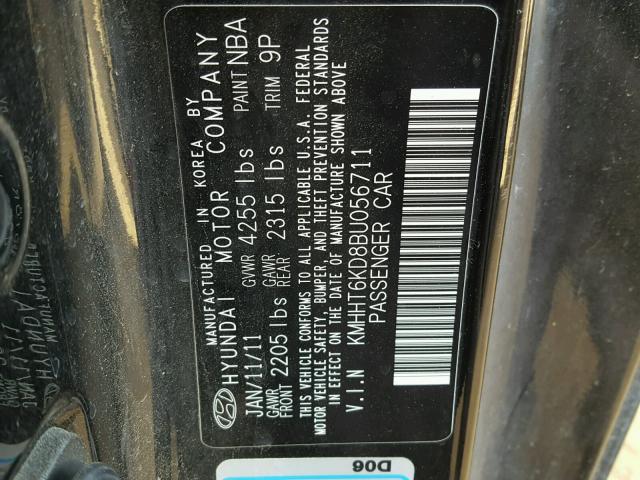 MANUFACTURED IN KOREA BY
HYUNDAI MOTOR COMPANY
JAN/11/11 GVWR 4255 lbs PAINT NBA
GAWR FRONT 2205 lbs GAWR REAR 2315 lbs TRIM 9P
THIS VEHICLE CONFORMS TO ALL APPLICABLE U.S.A. FEDERAL
MOTOR VEHICLE SAFETY, BUMPER, AND THEFT PREVENTION STANDARDS
IN EFFECT ON THE DATE OF MANUFACTURE SHOWN ABOVE
V.I.N KMHHT6KD8BU056711
PASSENGER CAR
D06